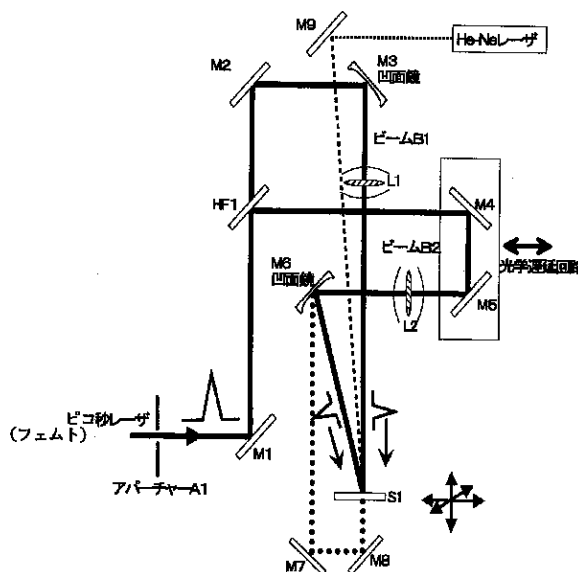 M9
He-Neレーザ
M2
M3
凹面鏡
ビームB1
L1
HF1
M4
ビームB2
光学遅延回路
M6
凹面鏡
M5
L2
ピコ秒レーザ
(フェムト)
M1
アパーチャーA1
S1
M7
M8